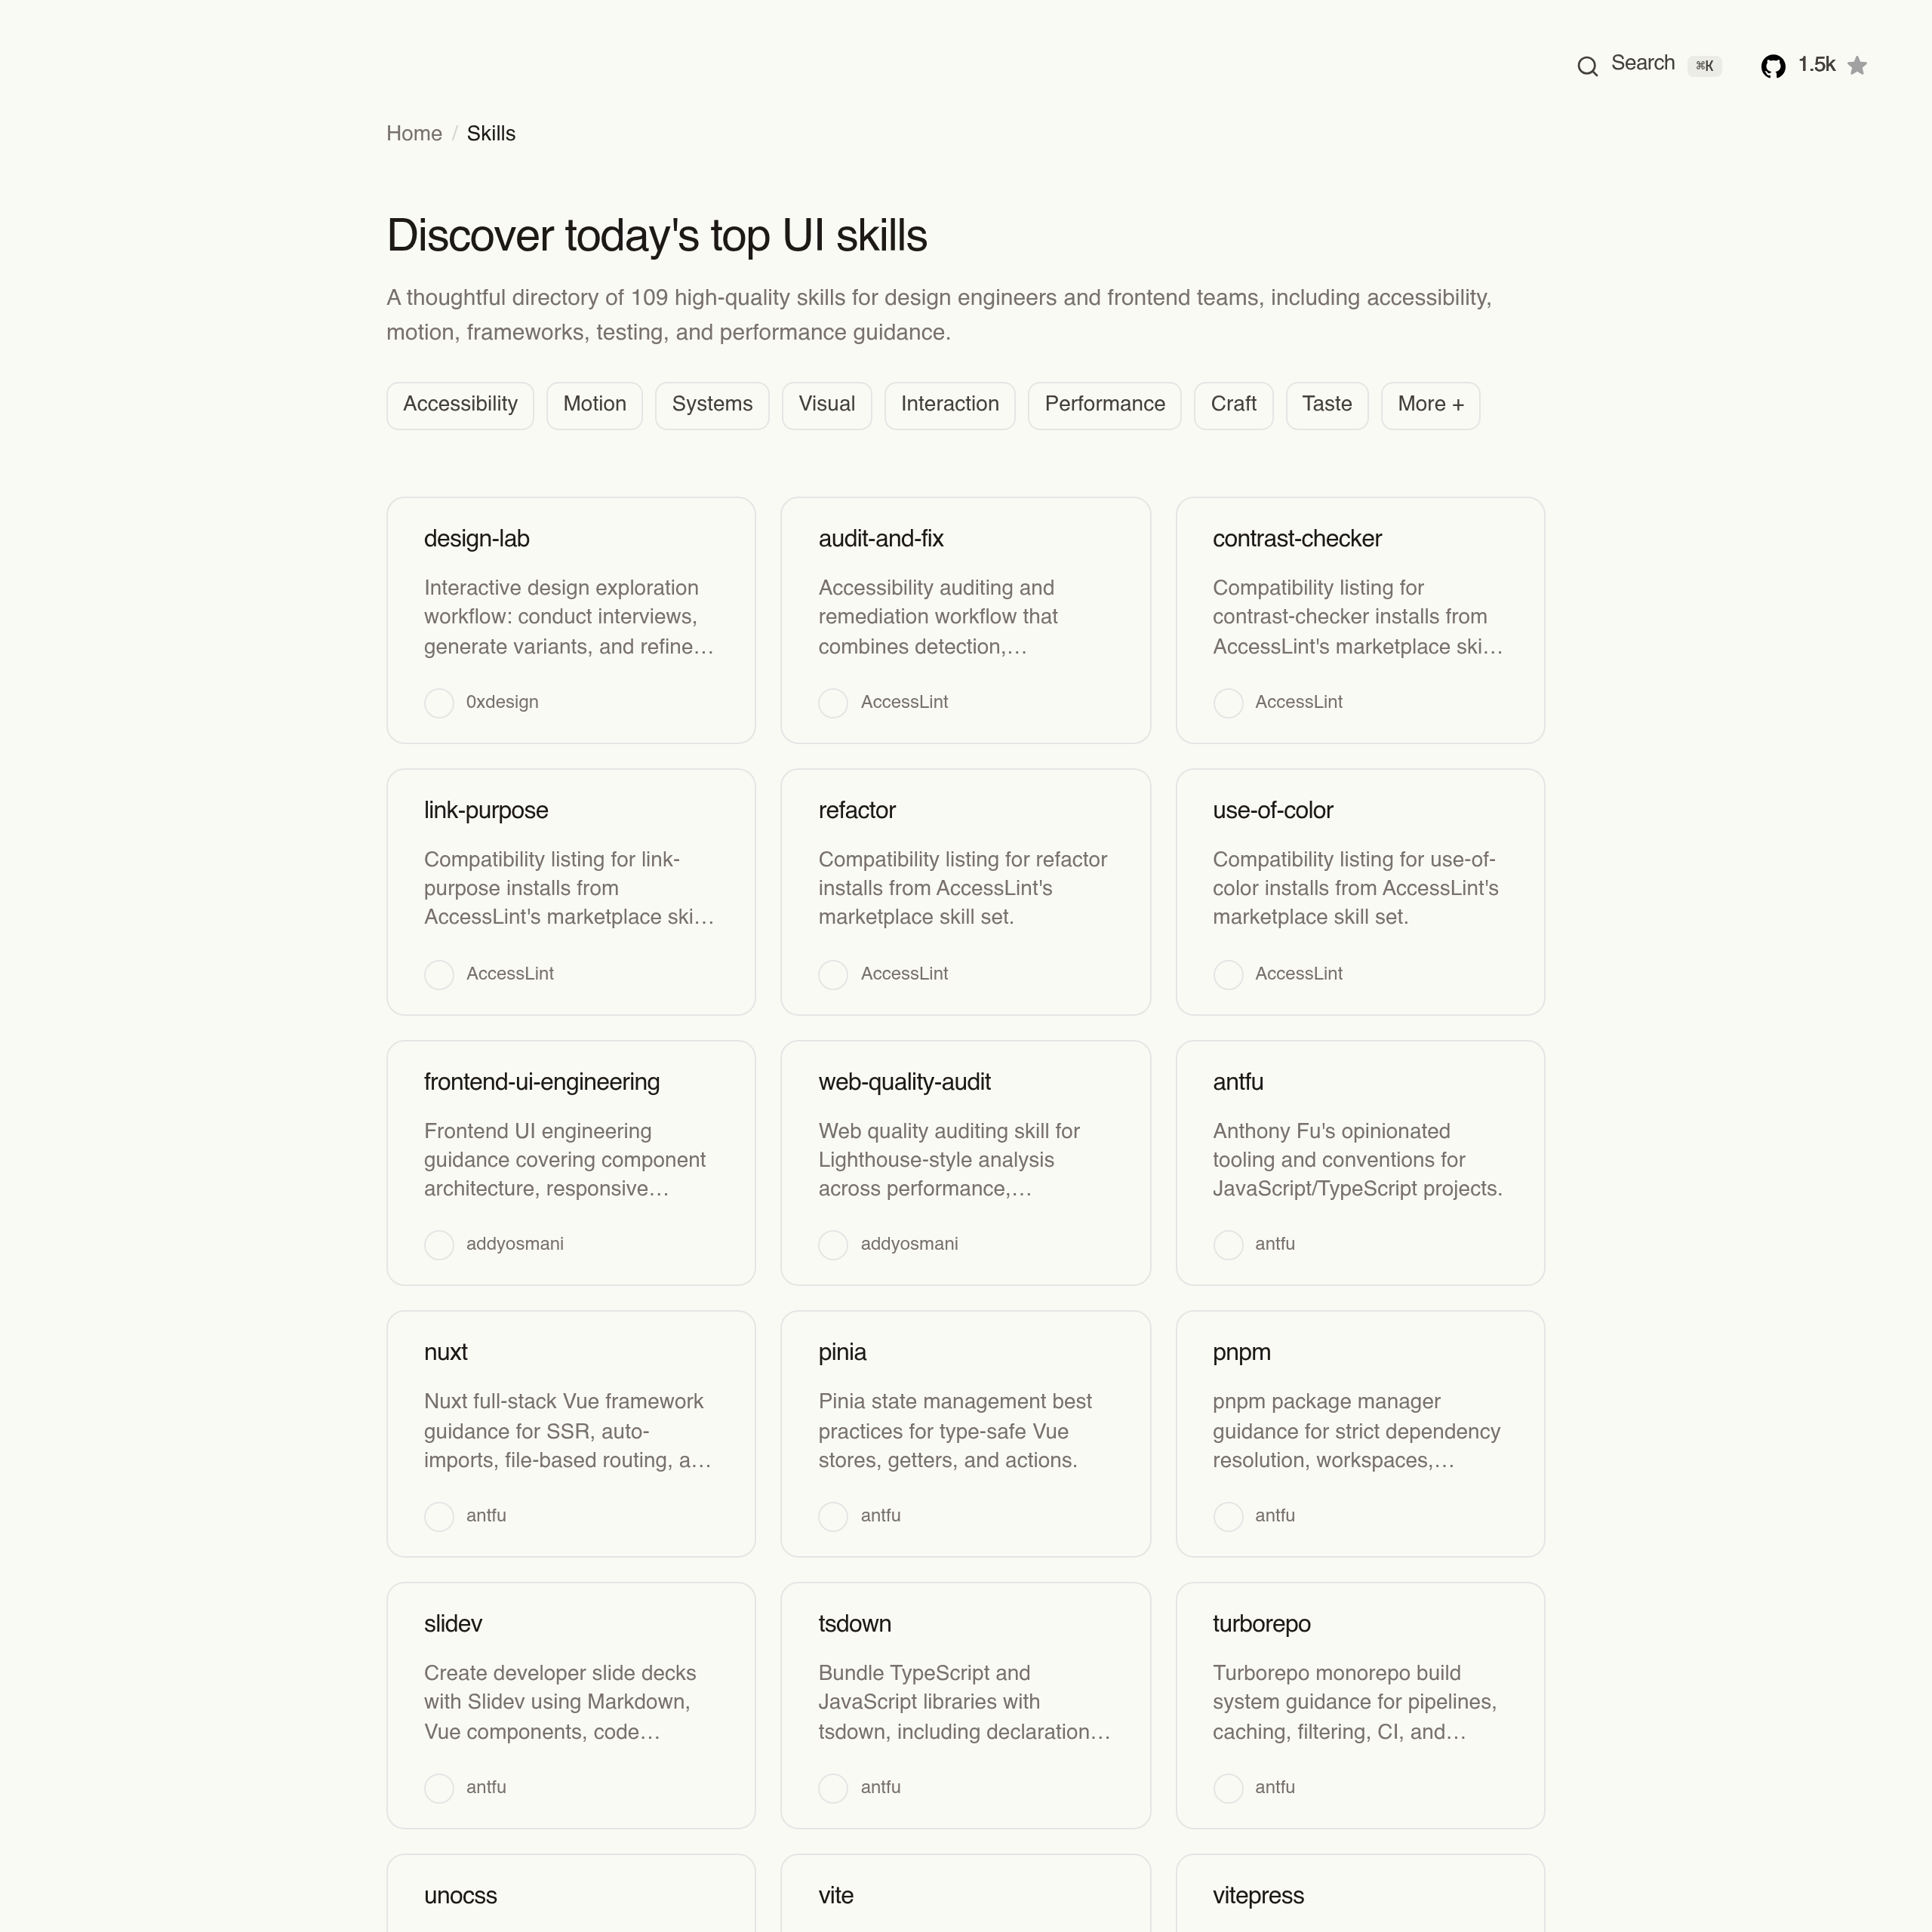 Search ⌘K 1.5k
Home / Skills
Discover today's top UI skills
A thoughtful directory of 109 high-quality skills for design engineers and frontend teams, including accessibility,
motion, frameworks, testing, and performance guidance.
Accessibility Motion Systems Visual Interaction Performance Craft Taste More +
design-lab
Interactive design exploration
workflow: conduct interviews,
generate variants, and refine…
0xdesign
audit-and-fix
Accessibility auditing and
remediation workflow that
combines detection,…
AccessLint
contrast-checker
Compatibility listing for
contrast-checker installs from
AccessLint's marketplace ski…
AccessLint
link-purpose
Compatibility listing for link-
purpose installs from
AccessLint's marketplace ski…
AccessLint
refactor
Compatibility listing for refactor
installs from AccessLint's
marketplace skill set.
AccessLint
use-of-color
Compatibility listing for use-of-
color installs from AccessLint's
marketplace skill set.
AccessLint
frontend-ui-engineering
Frontend UI engineering
guidance covering component
architecture, responsive…
addyosmani
web-quality-audit
Web quality auditing skill for
Lighthouse-style analysis
across performance,…
addyosmani
antfu
Anthony Fu's opinionated
tooling and conventions for
JavaScript/TypeScript projects.
antfu
nuxt
Nuxt full-stack Vue framework
guidance for SSR, auto-
imports, file-based routing, a…
antfu
pinia
Pinia state management best
practices for type-safe Vue
stores, getters, and actions.
antfu
pnpm
pnpm package manager
guidance for strict dependency
resolution, workspaces,…
antfu
slidev
Create developer slide decks
with Slidev using Markdown,
Vue components, code…
antfu
tsdown
Bundle TypeScript and
JavaScript libraries with
tsdown, including declaration…
antfu
turborepo
Turborepo monorepo build
system guidance for pipelines,
caching, filtering, CI, and…
antfu
unocss
vite
vitepress